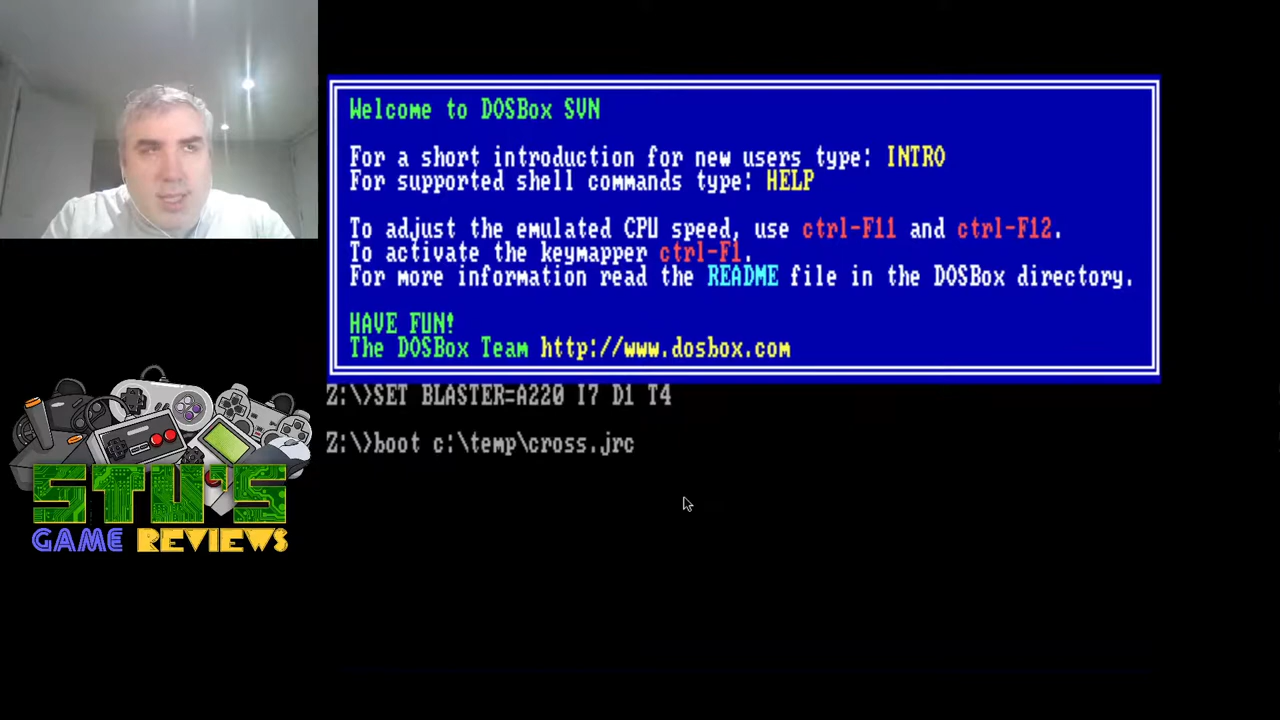 Welcome to DOSBox SVN
For a short introduction for new users type: INTRO
For supported shell commands type: HELP
To adjust the emulated CPU speed, use ctrl-F11 and ctrl-F12.
To activate the keymapper ctrl-F1.
For more information read the README file in the DOSBox directory.
HAVE FUN!
The DOSBox Team http://www.dosbox.com
Z:\>SET BLASTER=A220 I7 D1 T4
Z:\>boot c:\temp\cross.jrc
STU'S
GAME REVIEWS